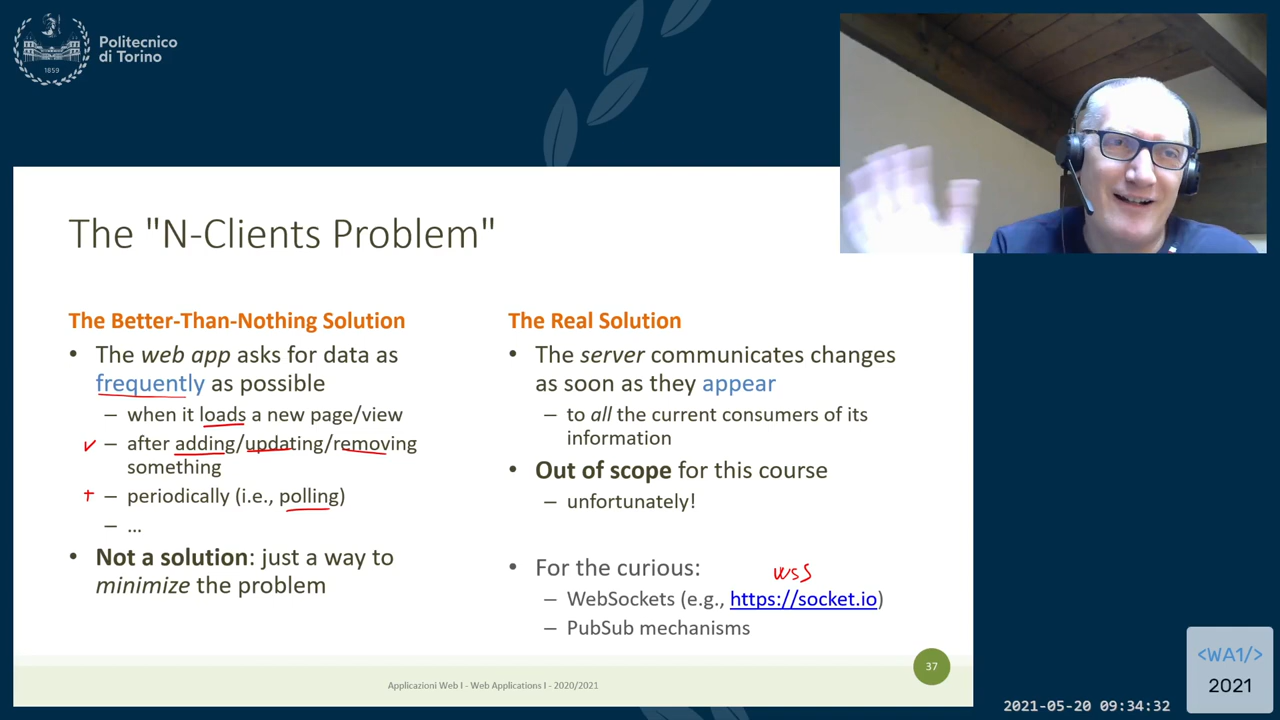 Politecnico
di Torino
1859
The "N-Clients Problem"
The Better-Than-Nothing Solution
• The web app asks for data as
frequently as possible
– when it loads a new page/view
– after adding/updating/removing
something
– periodically (i.e., polling)
– ...
• Not a solution: just a way to
minimize the problem
The Real Solution
• The server communicates changes
as soon as they appear
– to all the current consumers of its
information
• Out of scope for this course
– unfortunately!
• For the curious:
wss
– WebSockets (e.g., https://socket.io)
– PubSub mechanisms
37
Applicazioni Web I - Web Applications I - 2020/2021
<WA1/>
2021
2021-05-20 09:34:32